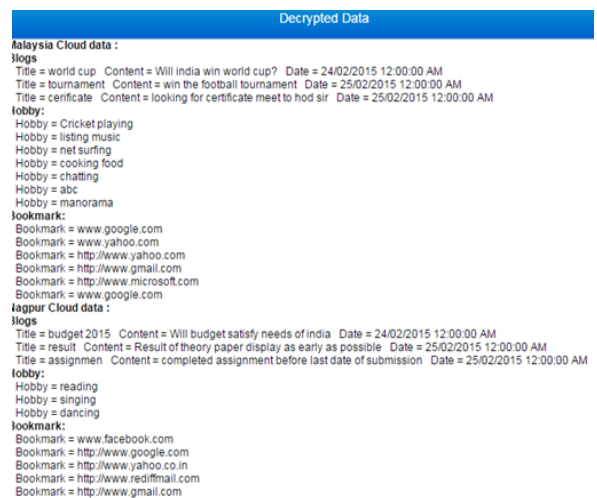 Decrypted Data
Malaysia Cloud data :
Blogs
Title = world cup Content = Will india win world cup? Date = 24/02/2015 12:00:00 AM
Title = tournament Content = win the football tournament Date = 25/02/2015 12:00:00 AM
Title = cerificate Content = looking for certificate meet to hod sir Date = 25/02/2015 12:00:00 AM
Hobby:
Hobby = Cricket playing
Hobby = listing music
Hobby = net surfing
Hobby = cooking food
Hobby = chatting
Hobby = abc
Hobby = manorama
Bookmark:
Bookmark = www.google.com
Bookmark = www.yahoo.com
Bookmark = http://www.yahoo.com
Bookmark = http://www.gmail.com
Bookmark = http://www.microsoft.com
Bookmark = www.google.com
Nagpur Cloud data :
Blogs
Title = budget 2015 Content = Will budget satisfy needs of india Date = 24/02/2015 12:00:00 AM
Title = result Content = Result of theory paper display as early as possible Date = 25/02/2015 12:00:00 AM
Title = assignmen Content = completed assignment before last date of submission Date = 25/02/2015 12:00:00 AM
Hobby:
Hobby = reading
Hobby = singing
Hobby = dancing
Bookmark:
Bookmark = www.facebook.com
Bookmark = http://www.google.com
Bookmark = http://www.yahoo.co.in
Bookmark = http://www.rediffmail.com
Bookmark = http://www.gmail.com